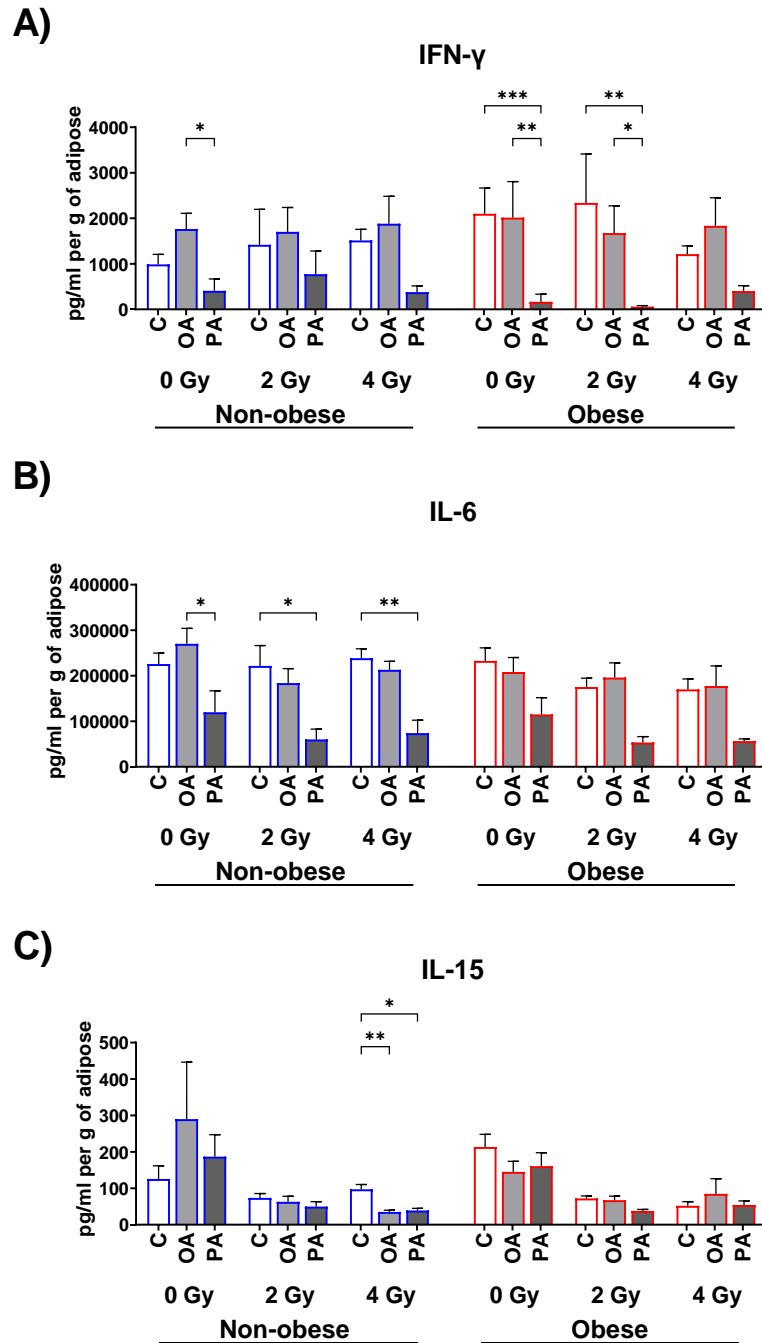 A)
IFN-γ
*** **
* ** *
pg/ml per g of adipose
4000
3000
2000
1000
0
C OA PA C OA PA C OA PA C OA PA C OA PA C OA PA
0 Gy 2 Gy 4 Gy 0 Gy 2 Gy 4 Gy
Non-obese Obese
B)
IL-6
pg/ml per g of adipose
400000
* * **
300000
200000
100000
0
C OA PA C OA PA C OA PA C OA PA C OA PA C OA PA
0 Gy 2 Gy 4 Gy 0 Gy 2 Gy 4 Gy
Non-obese Obese
C)
IL-15
*
**
pg/ml per g of adipose
500
400
300
200
100
0
C OA PA C OA PA C OA PA C OA PA C OA PA C OA PA
0 Gy 2 Gy 4 Gy 0 Gy 2 Gy 4 Gy
Non-obese Obese